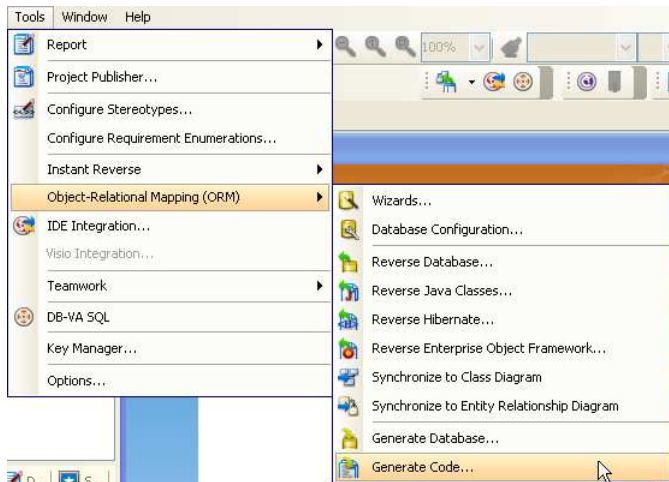 Tools Window Help
Report
100%
Project Publisher...
Configure Stereotypes...
Configure Requirement Enumerations...
Instant Reverse
Object-Relational Mapping (ORM)
Wizards...
IDE Integration...
Database Configuration...
Visio Integration...
Reverse Database...
Teamwork
Reverse Java Classes...
DB-VA SQL
Reverse Hibernate...
Key Manager...
Reverse Enterprise Object Framework...
Options...
Synchronize to Class Diagram
Synchronize to Entity Relationship Diagram
Generate Database...
Generate Code...